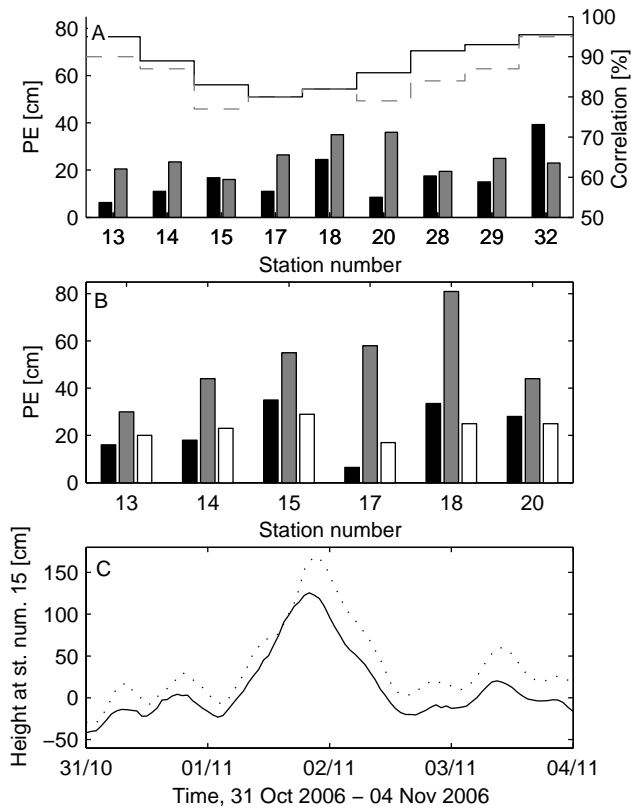 A
PE [cm]
80
60
40
20
0
100
90
80
70
60
50
Correlation [%]
13 14 15 17 18 20 28 29 32
Station number
B
PE [cm]
80
60
40
20
0
13 14 15 17 18 20
Station number
C
Height at st. num. 15 [cm]
150
100
50
0
−50
31/10 01/11 02/11 03/11 04/11
Time, 31 Oct 2006 − 04 Nov 2006